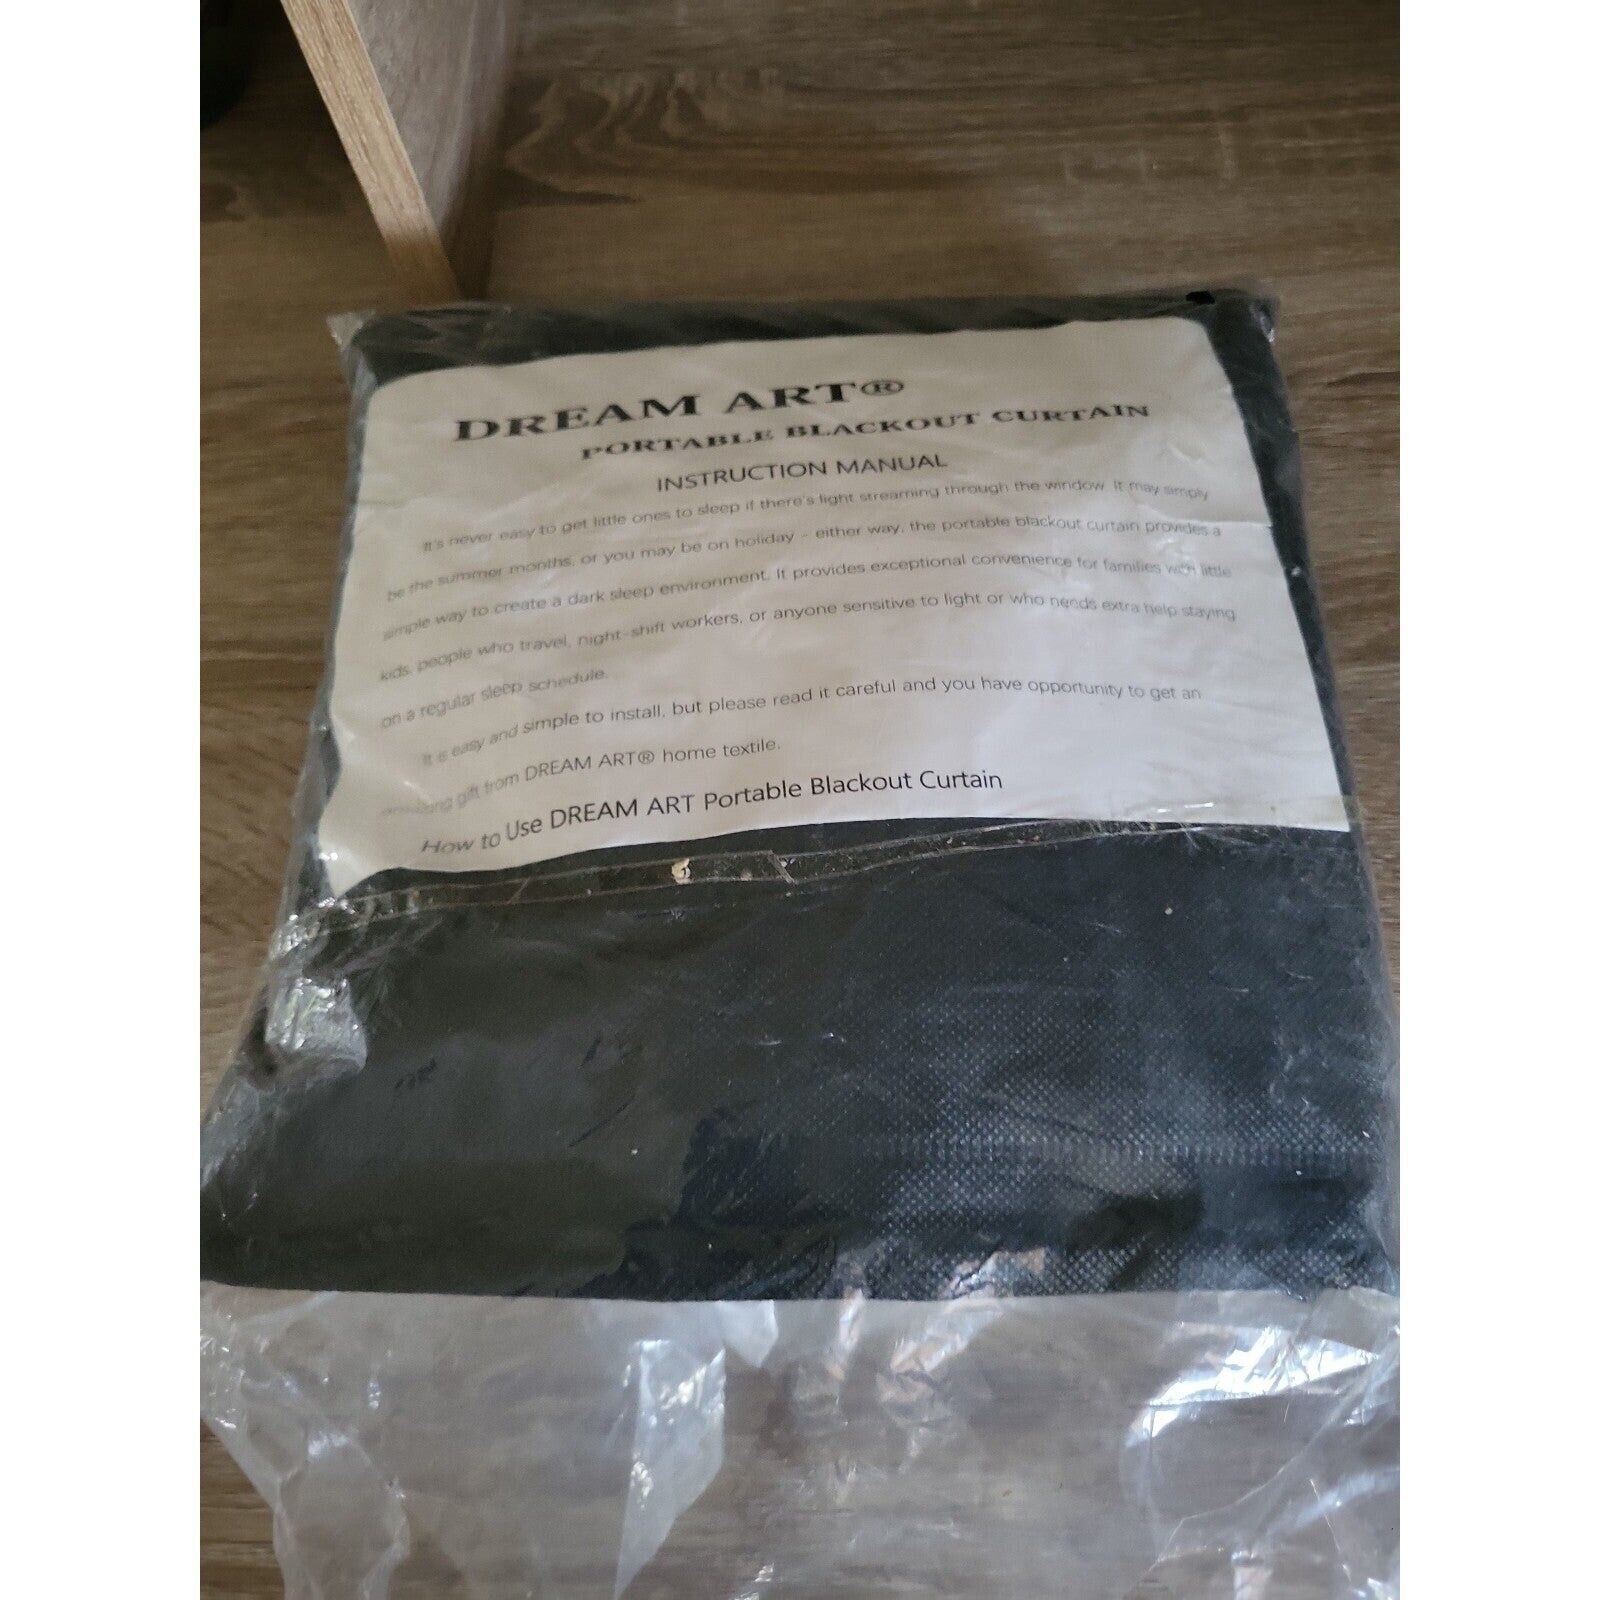 DREAM ART®
PORTABLE BLACKOUT CURTAIN
INSTRUCTION MANUAL
It's never easy to get little ones to sleep if there's light streaming through the window. It may simply
be the summer months, or you may be on holiday - either way, the portable blackout curtain provides a
simple way to create a dark sleep environment. It provides exceptional convenience for families with little
kids, people who travel, night-shift workers, or anyone sensitive to light or who needs extra help staying
on a regular sleep schedule.
It is easy and simple to install, but please read it careful and you have opportunity to get an
gift from DREAM ART® home textile.
How to Use DREAM ART Portable Blackout Curtain